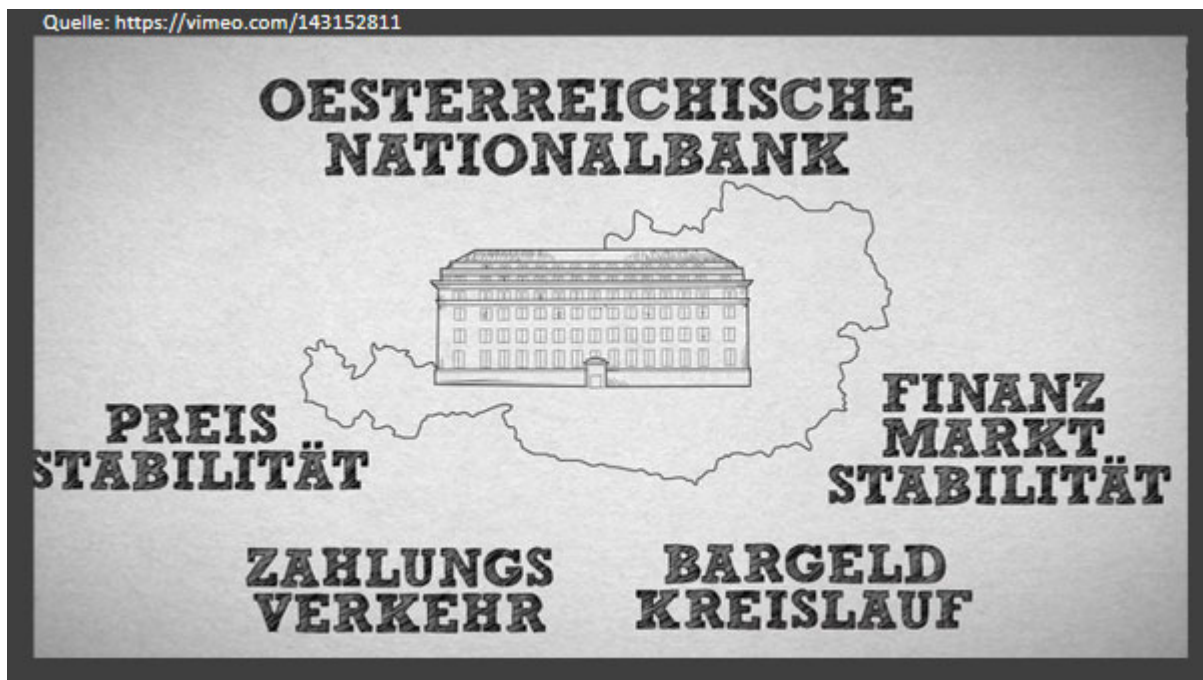 Quelle: https://vimeo.com/143152811
OESTERREICHISCHE
NATIONALBANK
PREIS
STABILITÄT
FINANZ
MARKT
STABILITÄT
ZAHLUNGS
VERKEHR
BARGELD
KREISLAUF